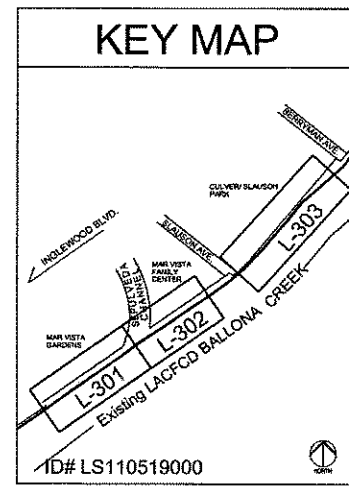 KEY MAP
BERRYMAN AVE.
CULVER/ SLAUSON
PARK
L-303
SLAUSON AVE.
INGLEWOOD BLVD.
MAR VISTA
FAMILY
CENTER
SEPULVEDA
CHANNEL
L-302
MAR VISTA
GARDENS
L-301
Existing LACFCD BALLONA CREEK
ID# LS110519000
NORTH